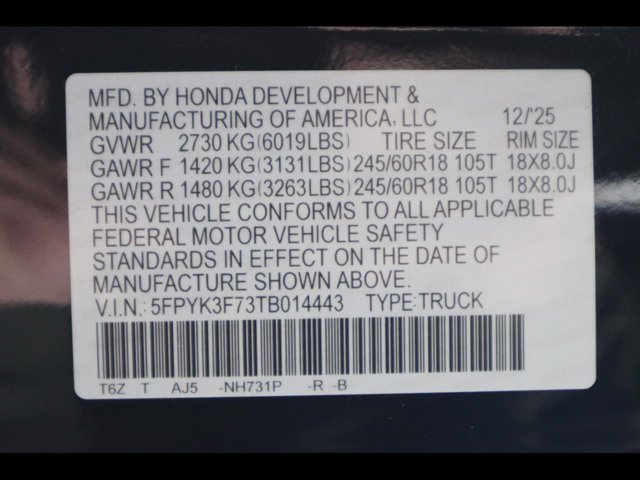 MFD. BY HONDA DEVELOPMENT &
MANUFACTURING OF AMERICA, LLC 12/'25
GVWR 2730 KG(6019LBS) TIRE SIZE RIM SIZE
GAWR F 1420 KG(3131LBS) 245/60R18 105T 18X8.0J
GAWR R 1480 KG(3263LBS) 245/60R18 105T 18X8.0J
THIS VEHICLE CONFORMS TO ALL APPLICABLE
FEDERAL MOTOR VEHICLE SAFETY
STANDARDS IN EFFECT ON THE DATE OF
MANUFACTURE SHOWN ABOVE.
V.I.N.: 5FPYK3F73TB014443 TYPE: TRUCK
T6Z T AJ5 -NH731P -R -B